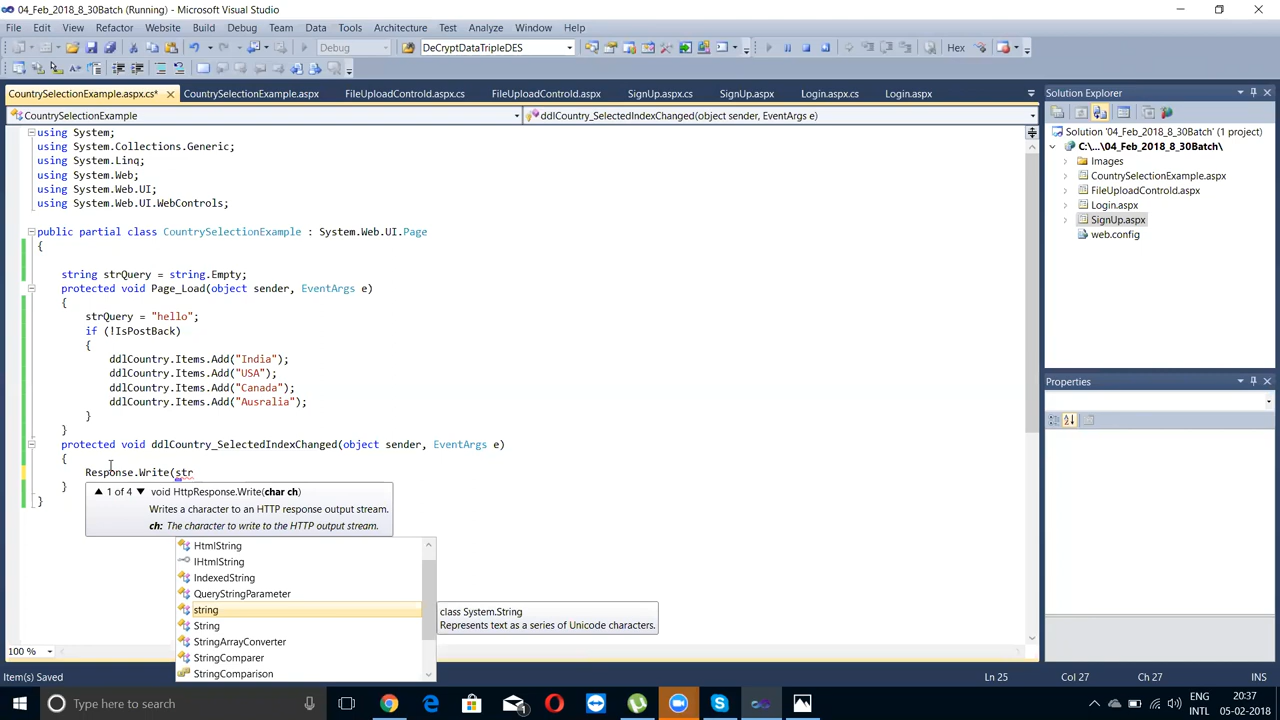 04_Feb_2018_8_30Batch (Running) - Microsoft Visual Studio
File Edit View Refactor Website Build Debug Team Data Tools Architecture Test Analyze Window Help
Debug DeCryptDataTripleDES Hex
CountrySelectionExample.aspx.cs* CountrySelectionExample.aspx FileUploadControld.aspx.cs FileUploadControld.aspx SignUp.aspx.cs SignUp.aspx Login.aspx.cs Login.aspx
CountrySelectionExample ddlCountry_SelectedIndexChanged(object sender, EventArgs e)
using System;
using System.Collections.Generic;
using System.Linq;
using System.Web;
using System.Web.UI;
using System.Web.UI.WebControls;
public partial class CountrySelectionExample : System.Web.UI.Page
{
string strQuery = string.Empty;
protected void Page_Load(object sender, EventArgs e)
{
strQuery = "hello";
if (!IsPostBack)
{
ddlCountry.Items.Add("India");
ddlCountry.Items.Add("USA");
ddlCountry.Items.Add("Canada");
ddlCountry.Items.Add("Ausralia");
}
}
protected void ddlCountry_SelectedIndexChanged(object sender, EventArgs e)
{
Response.Write(str
}
}
1 of 4 void HttpResponse.Write(char ch)
Writes a character to an HTTP response output stream.
ch: The character to write to the HTTP output stream.
HtmlString
IHtmlString
IndexedString
QueryStringParameter
string
String
StringArrayConverter
StringComparer
StringComparison
class System.String
Represents text as a series of Unicode characters.
Solution Explorer
Solution '04_Feb_2018_8_30Batch' (1 project)
C:\...\04_Feb_2018_8_30Batch\
Images
CountrySelectionExample.aspx
FileUploadControld.aspx
Login.aspx
SignUp.aspx
web.config
Properties
100 %
Item(s) Saved Ln 25 Col 27 Ch 27 INS
Type here to search
1
ENG
INTL
20:37
05-02-2018